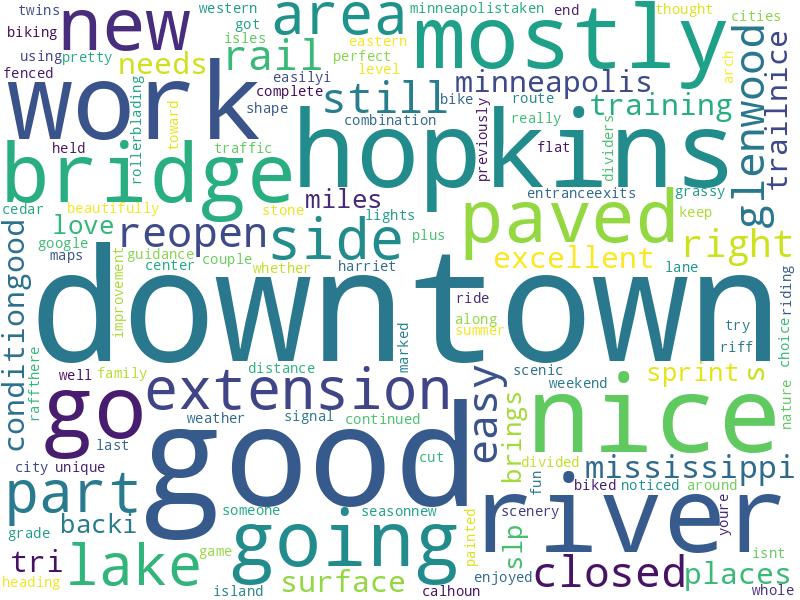 twins
new
western
area
minneapolistaken
end
thought
biking
got
mostly
cities
using
pretty
isles
rail
eastern
arch
glenwood
fenced
needs
perfect
level
trailnice
work
easilyi
minneapolis
complete
still
bike
route
training
shape
hopkins
rollerblading
toward
combination
previously
really
dividers
held
bridge
traffic
flat
miles
entranceexits
grassy
cedar
beautifully
stone
paved
keep
love
lights
reopen
side
plus
right
google
guidance
maps
center
couple
whether
harriet
excellent
lane
conditiongood
improvement
downtown
ride
along
summer
marked
try
riff
choice
riding
raffthere
well
family
distance
scenic
weekend
sprint
s
nature
go
extension
easy
nice
weather
signal
continued
brings
last
good
city
unique
cut
divided
mississippi
part
fun
biked
noticed
around
someone
seasonnew
scenery
river
youre
grade
backi
going
painted
slp
tri
lake
game
isnt
closed
places
heading
surface
enjoyed
island
calhoun
whole